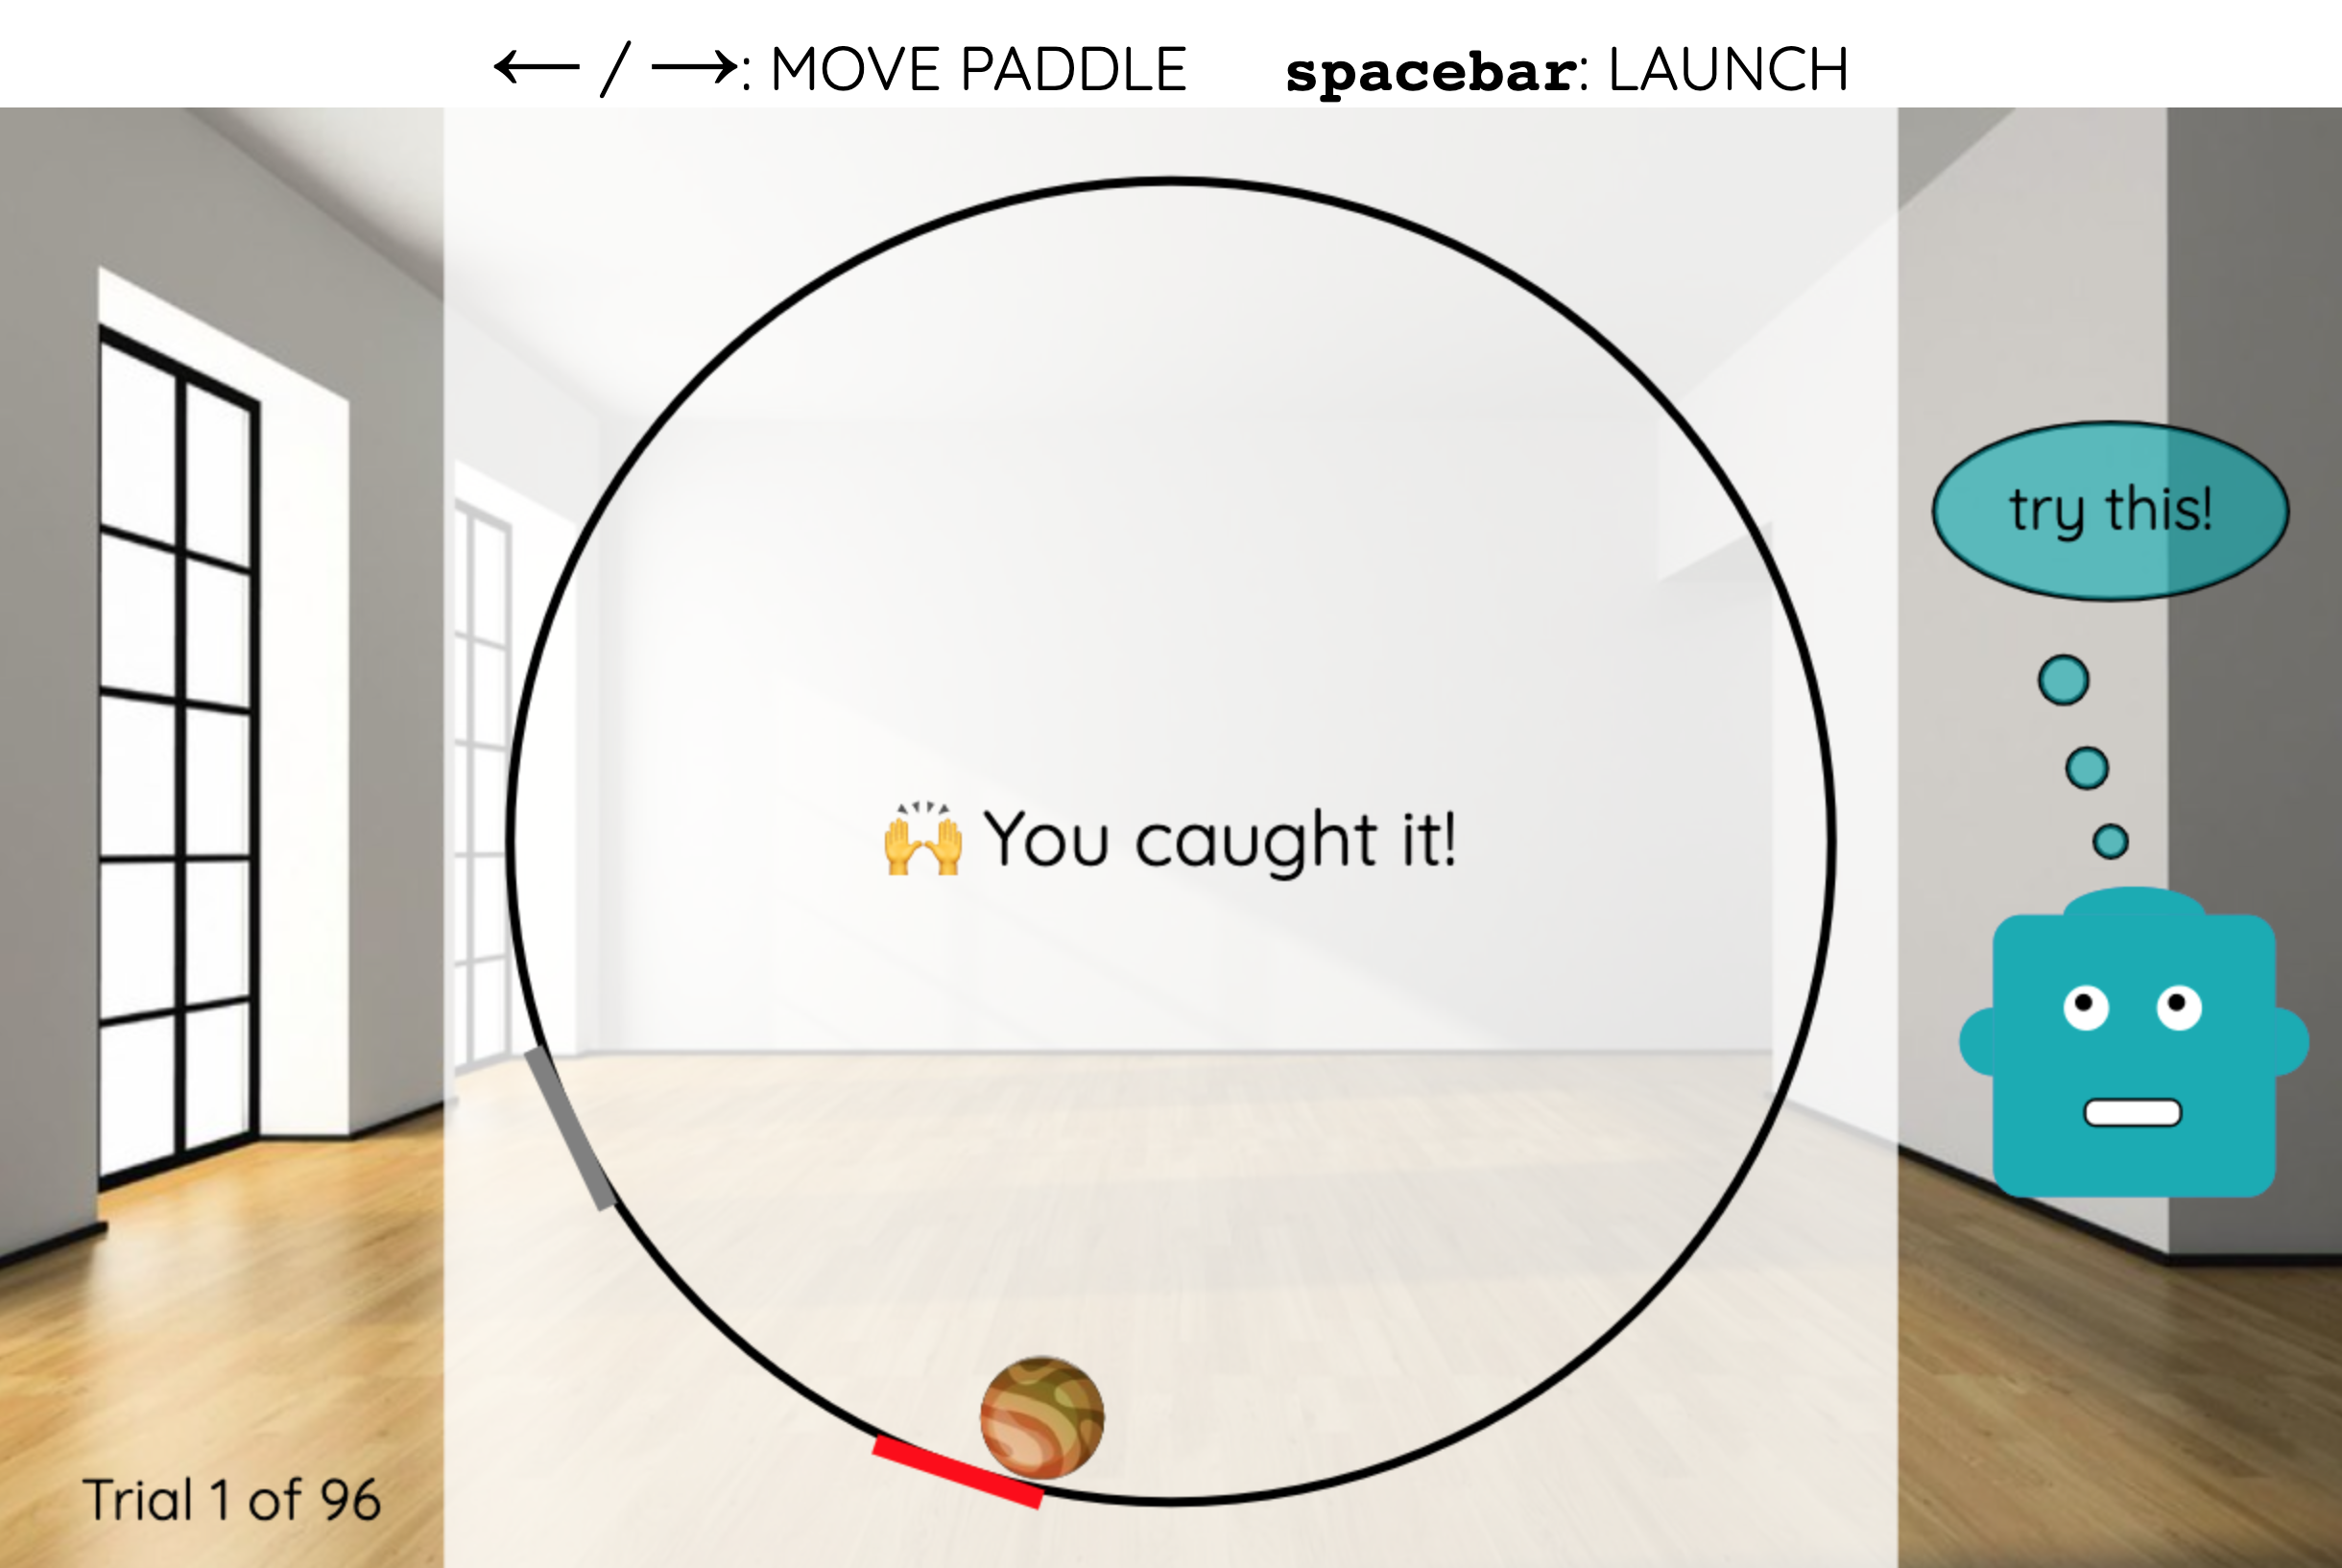 ← / →: MOVE PADDLE spacebar: LAUNCH
try this!
🙌 You caught it!
Trial 1 of 96